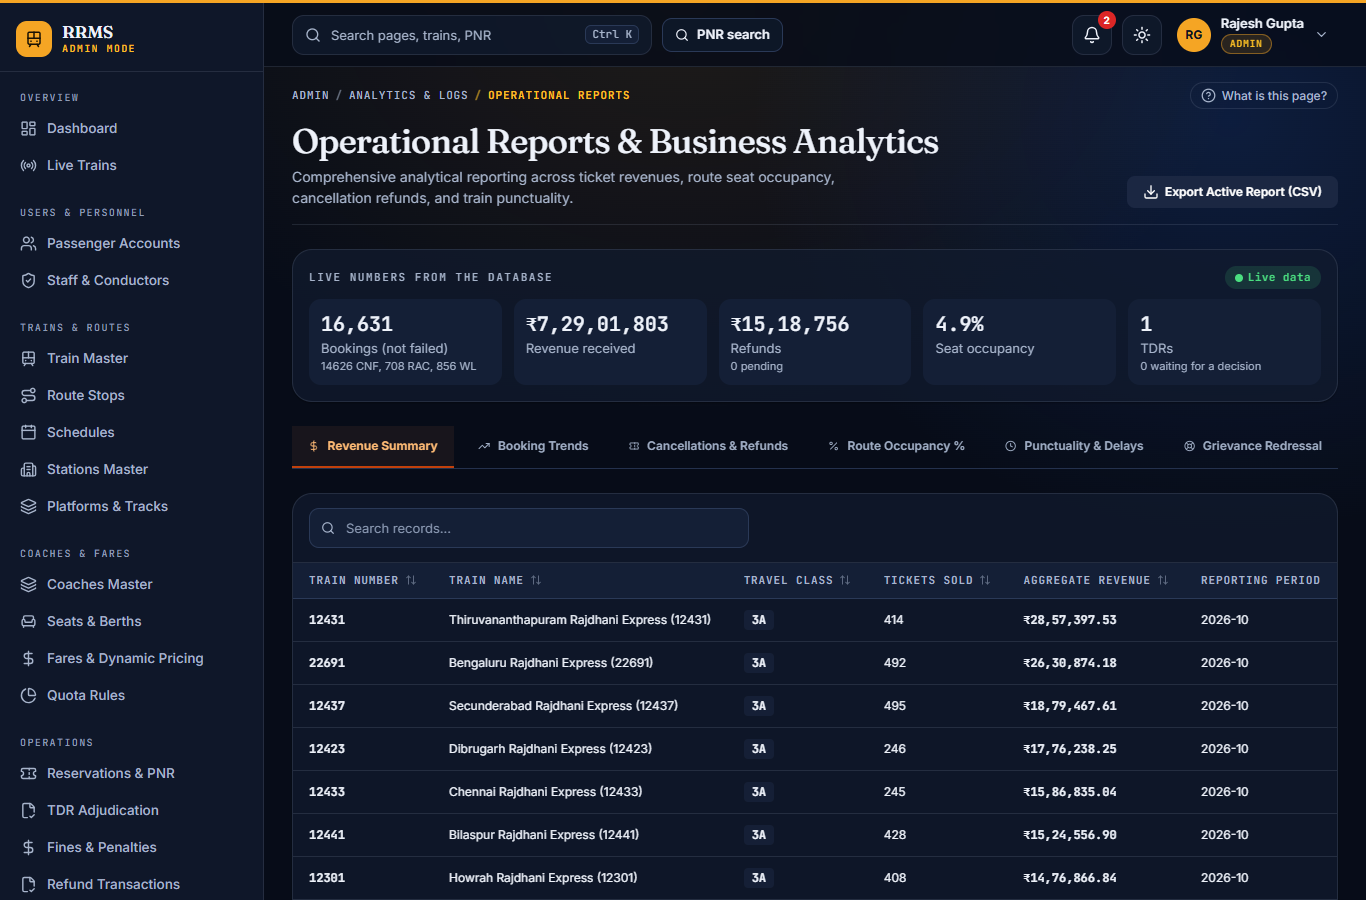 RRMS
ADMIN MODE
OVERVIEW
Dashboard
Live Trains
USERS & PERSONNEL
Passenger Accounts
Staff & Conductors
TRAINS & ROUTES
Train Master
Route Stops
Schedules
Stations Master
Platforms & Tracks
COACHES & FARES
Coaches Master
Seats & Berths
Fares & Dynamic Pricing
Quota Rules
OPERATIONS
Reservations & PNR
TDR Adjudication
Fines & Penalties
Refund Transactions
Search pages, trains, PNR Ctrl K
PNR search
2
RG
Rajesh Gupta
ADMIN
ADMIN / ANALYTICS & LOGS / OPERATIONAL REPORTS
What is this page?
Operational Reports & Business Analytics
Comprehensive analytical reporting across ticket revenues, route seat occupancy,
cancellation refunds, and train punctuality.
Export Active Report (CSV)
LIVE NUMBERS FROM THE DATABASE
Live data
16,631
Bookings (not failed)
14626 CNF, 708 RAC, 856 WL
₹7,29,01,803
Revenue received
₹15,18,756
Refunds
0 pending
4.9%
Seat occupancy
1
TDRs
0 waiting for a decision
Revenue Summary Booking Trends Cancellations & Refunds Route Occupancy % Punctuality & Delays Grievance Redressal
Search records...
TRAIN NUMBER TRAIN NAME TRAVEL CLASS TICKETS SOLD AGGREGATE REVENUE REPORTING PERIOD
12431 Thiruvananthapuram Rajdhani Express (12431) 3A 414 ₹28,57,397.53 2026-10
22691 Bengaluru Rajdhani Express (22691) 3A 492 ₹26,30,874.18 2026-10
12437 Secunderabad Rajdhani Express (12437) 3A 495 ₹18,79,467.61 2026-10
12423 Dibrugarh Rajdhani Express (12423) 3A 246 ₹17,76,238.25 2026-10
12433 Chennai Rajdhani Express (12433) 3A 245 ₹15,86,835.04 2026-10
12441 Bilaspur Rajdhani Express (12441) 3A 428 ₹15,24,556.90 2026-10
12301 Howrah Rajdhani Express (12301) 3A 408 ₹14,76,866.84 2026-10